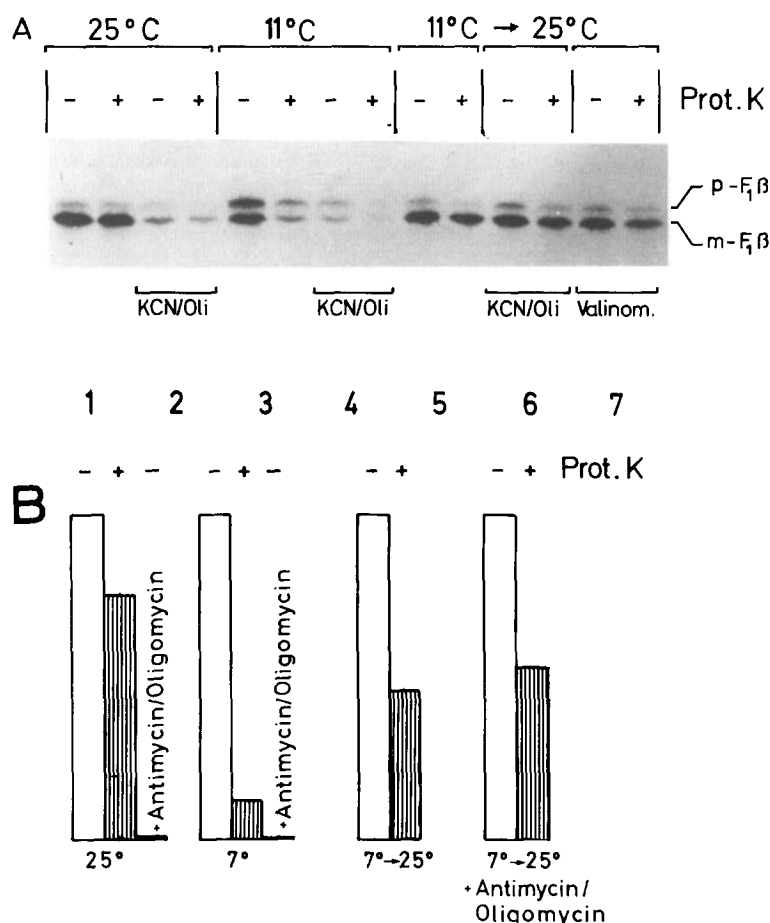 A 25°C 11°C 11°C → 25°C
- + - + - + - + - + - + - + Prot. K
p-F₁β
m-F₁β
KCN/Oli KCN/Oli KCN/Oli Valinom.
1 2 3 4 5 6 7
- + - - + - - + - + Prot. K
B
+ Antimycin/Oligomycin
+ Antimycin/Oligomycin
25° 7° 7°→25° 7°→25°
+ Antimycin/
Oligomycin